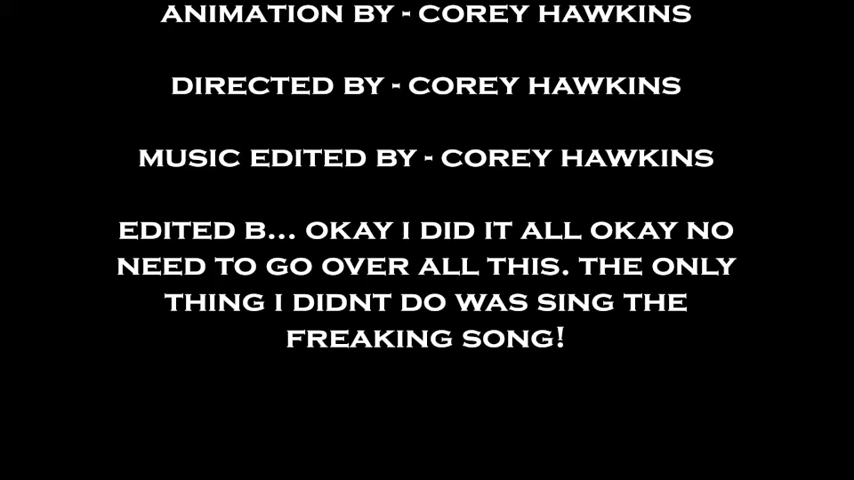 ANIMATION BY - COREY HAWKINS
DIRECTED BY - COREY HAWKINS
MUSIC EDITED BY - COREY HAWKINS
EDITED B... OKAY I DID IT ALL OKAY NO
NEED TO GO OVER ALL THIS. THE ONLY
THING I DIDNT DO WAS SING THE
FREAKING SONG!